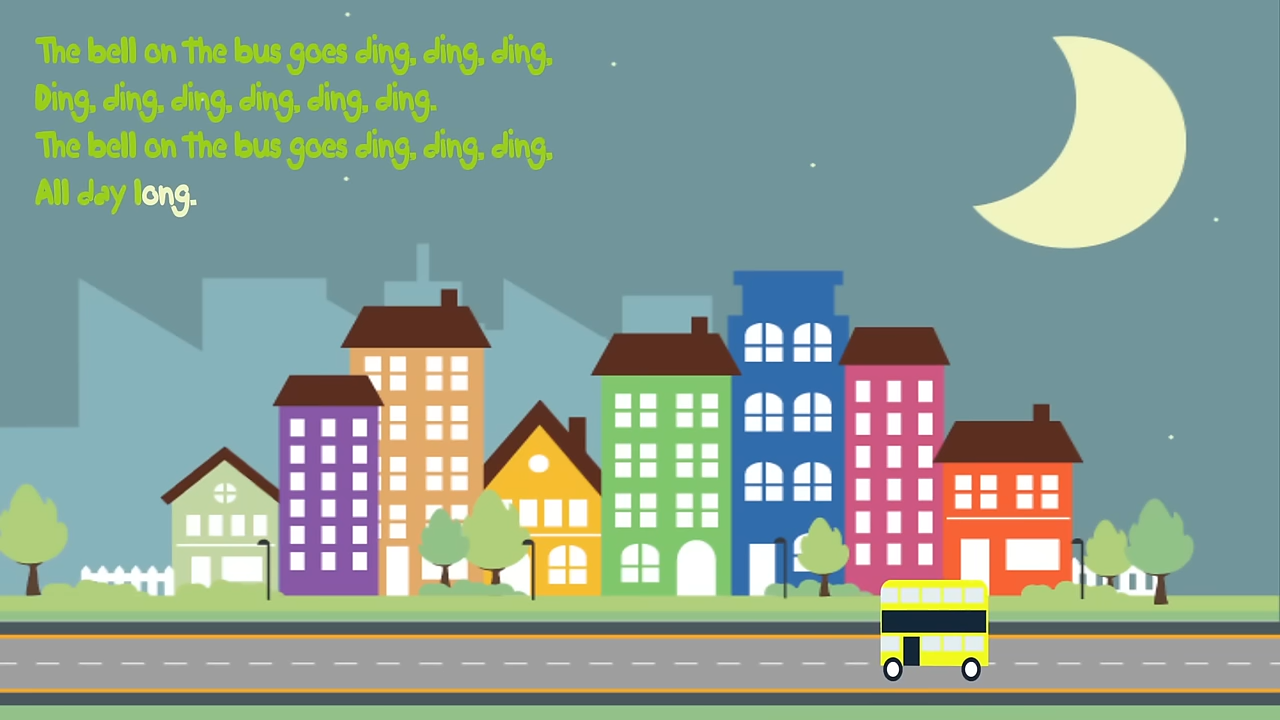 The bell on the bus goes ding, ding, ding,
Ding, ding, ding, ding, ding, ding.
The bell on the bus goes ding, ding, ding,
All day long.